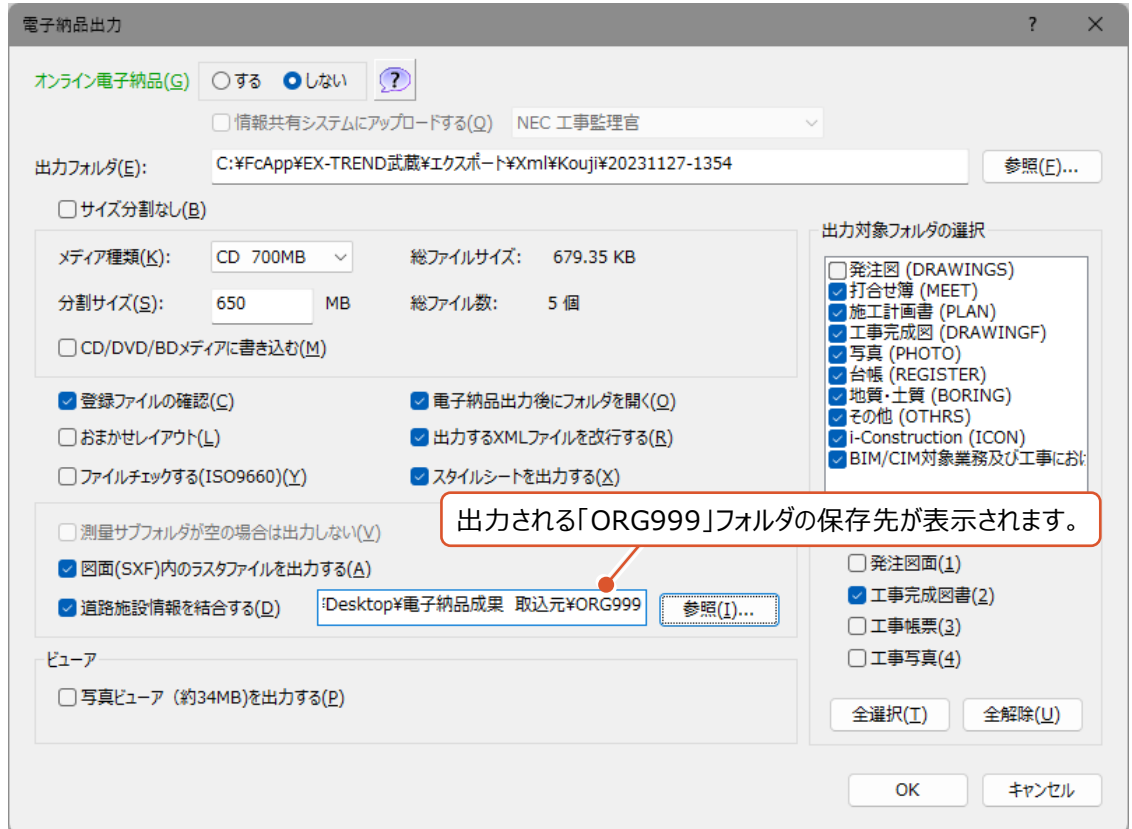 電子納品出力
オンライン電子納品(G) する しない
情報共有システムにアップロードする(Q) NEC 工事監理官
出力フォルダ(E): C:¥FcApp¥EX-TREND武蔵¥エクスポート¥Xml¥Kouji¥20231127-1354 参照(F)...
サイズ分割なし(B)
メディア種類(K): CD 700MB 総ファイルサイズ: 679.35 KB
分割サイズ(S): 650 MB 総ファイル数: 5 個
CD/DVD/BDメディアに書き込む(M)
登録ファイルの確認(C) 電子納品出力後にフォルダを開く(O)
おまかせレイアウト(L) 出力するXMLファイルを改行する(R)
ファイルチェックする(ISO9660)(Y) スタイルシートを出力する(X)
出力対象フォルダの選択
発注図 (DRAWINGS)
打合せ簿 (MEET)
施工計画書 (PLAN)
工事完成図 (DRAWINGF)
写真 (PHOTO)
台帳 (REGISTER)
地質・土質 (BORING)
その他 (OTHRS)
i-Construction (ICON)
BIM/CIM対象業務及び工事におけ
出力される「ORG999」フォルダの保存先が表示されます。
測量サブフォルダが空の場合は出力しない(V)
図面(SXF)内のラスタファイルを出力する(A)
道路施設情報を結合する(D) Desktop¥電子納品成果 取込元¥ORG999 参照(I)...
発注図面(1)
工事完成図書(2)
工事帳票(3)
工事写真(4)
ビューア
写真ビューア (約34MB)を出力する(P)
全選択(T) 全解除(U)
OK キャンセル